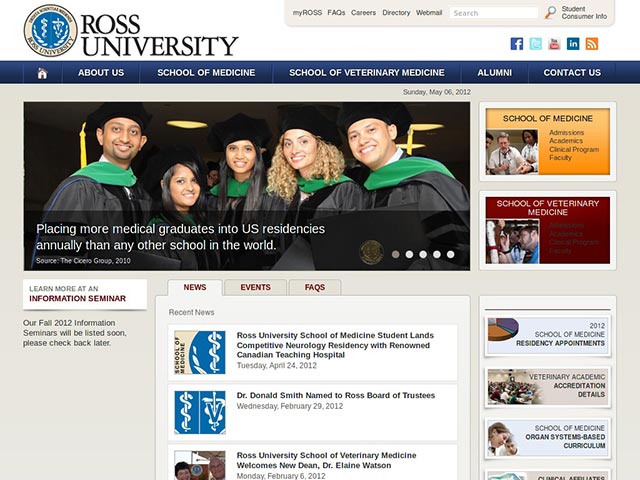 ROSS
UNIVERSITY
myROSS FAQs Careers Directory Webmail
Search
Student
Consumer Info
ABOUT US
SCHOOL OF MEDICINE
SCHOOL OF VETERINARY MEDICINE
ALUMNI
CONTACT US
Sunday, May 06, 2012
Placing more medical graduates into US residencies
annually than any other school in the world.
Source: The Cicero Group, 2010
SCHOOL OF MEDICINE
Admissions
Academics
Clinical Program
Faculty
SCHOOL OF VETERINARY
MEDICINE
Admissions
Academics
Clinical Program
Faculty
LEARN MORE AT AN
INFORMATION SEMINAR
Our Fall 2012 Information
Seminars will be listed soon,
please check back later.
NEWS
EVENTS
FAQS
Recent News
SCHOOL OF
MEDICINE
Ross University School of Medicine Student Lands
Competitive Neurology Residency with Renowned
Canadian Teaching Hospital
Tuesday, April 24, 2012
Dr. Donald Smith Named to Ross Board of Trustees
Wednesday, February 29, 2012
Ross University School of Veterinary Medicine
Welcomes New Dean, Dr. Elaine Watson
Monday, February 6, 2012
2012
SCHOOL OF MEDICINE
RESIDENCY APPOINTMENTS
VETERINARY ACADEMIC
ACCREDITATION
DETAILS
SCHOOL OF MEDICINE
ORGAN SYSTEMS-BASED
CURRICULUM
CLINICAL AFFILIATES